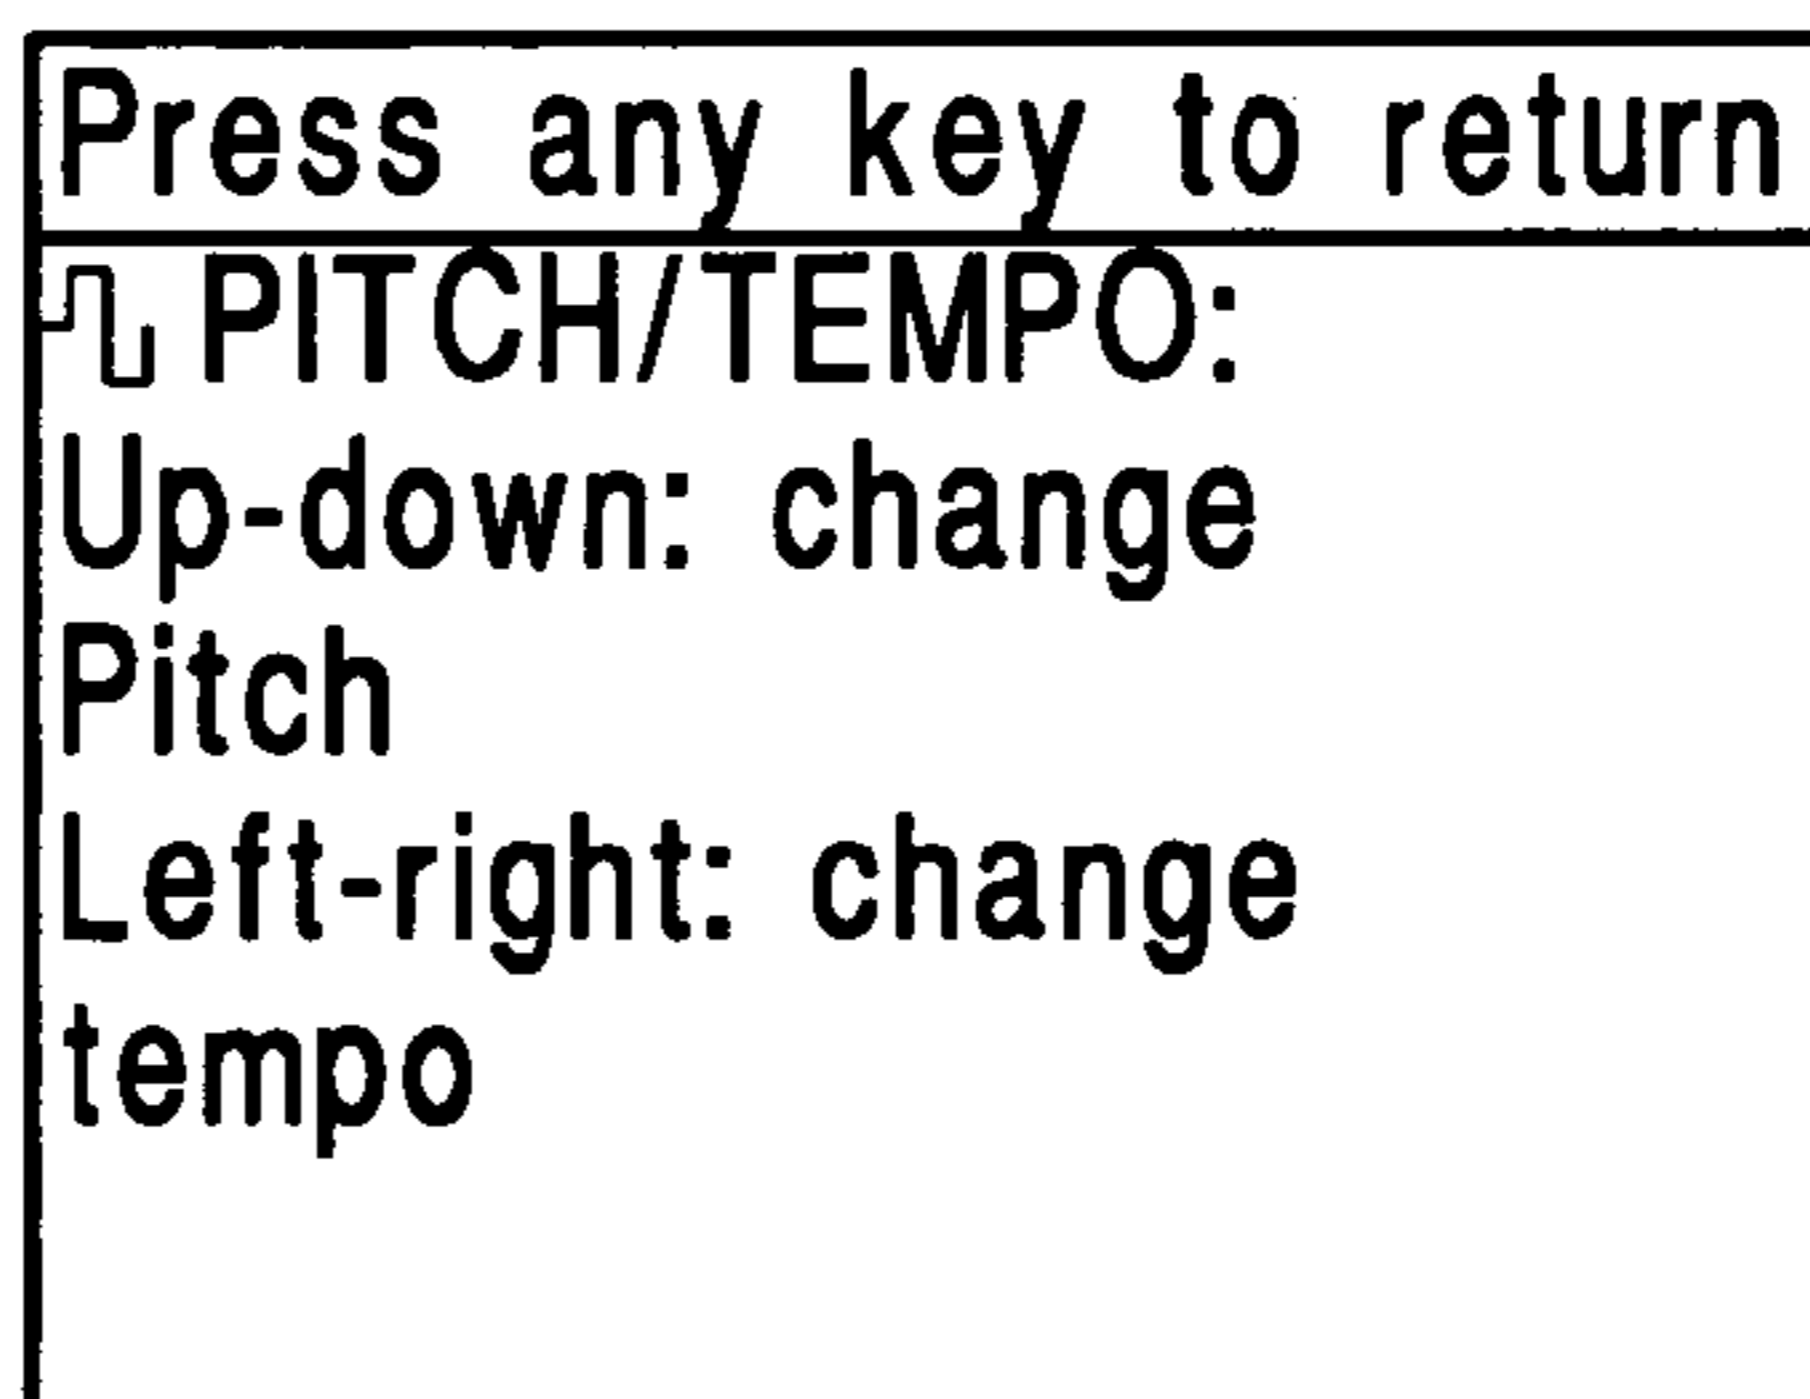 Press any key to return
PITCH/TEMPO:
Up-down: change
Pitch
Left-right: change
tempo